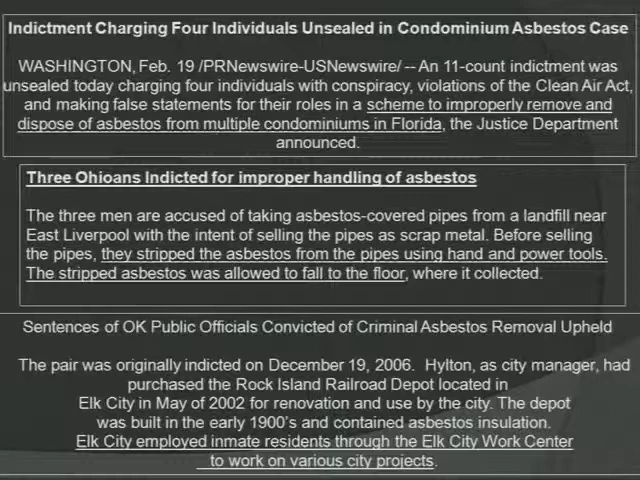 Indictment Charging Four Individuals Unsealed in Condominium Asbestos Case
WASHINGTON, Feb. 19 /PRNewswire-USNewswire/ -- An 11-count indictment was
unsealed today charging four individuals with conspiracy, violations of the Clean Air Act,
and making false statements for their roles in a scheme to improperly remove and
dispose of asbestos from multiple condominiums in Florida, the Justice Department
announced.
Three Ohioans Indicted for improper handling of asbestos
The three men are accused of taking asbestos-covered pipes from a landfill near
East Liverpool with the intent of selling the pipes as scrap metal. Before selling
the pipes, they stripped the asbestos from the pipes using hand and power tools.
The stripped asbestos was allowed to fall to the floor, where it collected.
Sentences of OK Public Officials Convicted of Criminal Asbestos Removal Upheld
The pair was originally indicted on December 19, 2006. Hylton, as city manager, had
purchased the Rock Island Railroad Depot located in
Elk City in May of 2002 for renovation and use by the city. The depot
was built in the early 1900's and contained asbestos insulation.
Elk City employed inmate residents through the Elk City Work Center
to work on various city projects.